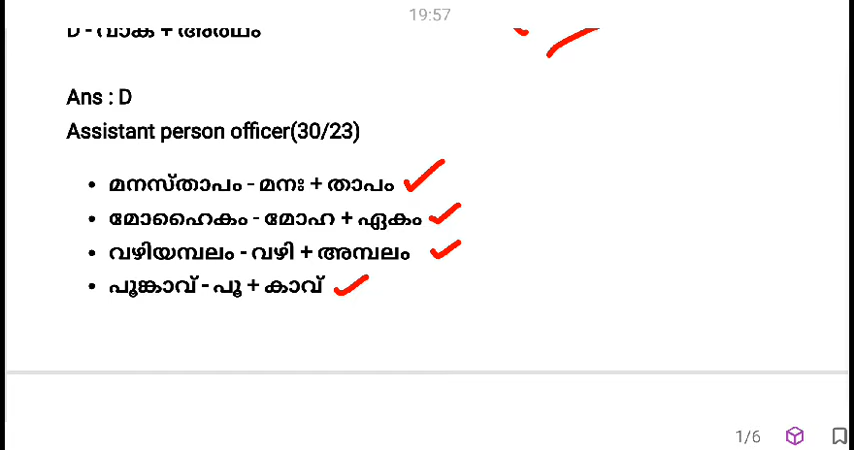 19:57
Ans : D
Assistant person officer(30/23)
• മനസ്താപം - മനഃ + താപം
• മോഹൈകം - മോഹ + ഏകം
• വഴിയമ്പലം - വഴി + അമ്പലം
• പൂങ്കാവ് - പൂ + കാവ്
1/6